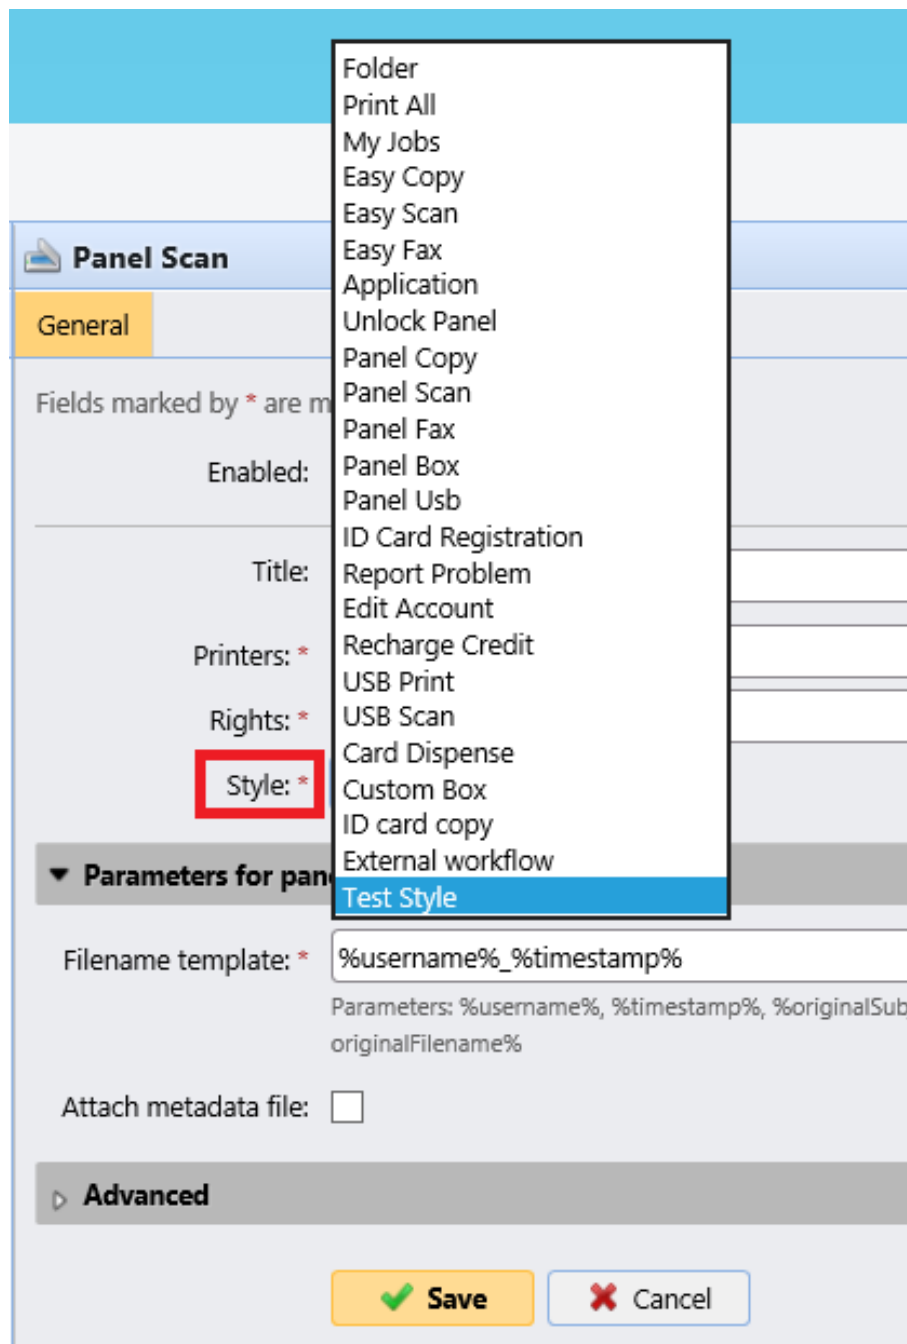 Folder
Print All
My Jobs
Easy Copy
Easy Scan
Easy Fax
Application
Unlock Panel
Panel Copy
Panel Scan
Panel Fax
Panel Box
Panel Usb
ID Card Registration
Report Problem
Edit Account
Recharge Credit
USB Print
USB Scan
Card Dispense
Custom Box
ID card copy
External workflow
Test Style
Panel Scan
General
Fields marked by * are
Enabled:
Title:
Printers: *
Rights: *
Style: *
Parameters for
Filename template: * %username%_%timestamp%
Parameters: %username%, %timestamp%,
originalFilename%
Attach metadata file:
Advanced
Save Cancel